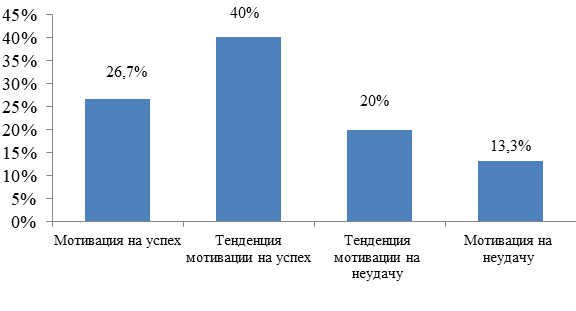 45%
40%
35%
30%
25%
20%
15%
10%
5%
0%
26,7%
40%
20%
13,3%
Мотивация на успех
Тенденция
мотивации на успех
Тенденция
мотивации на
неудачу
Мотивация на
неудачу